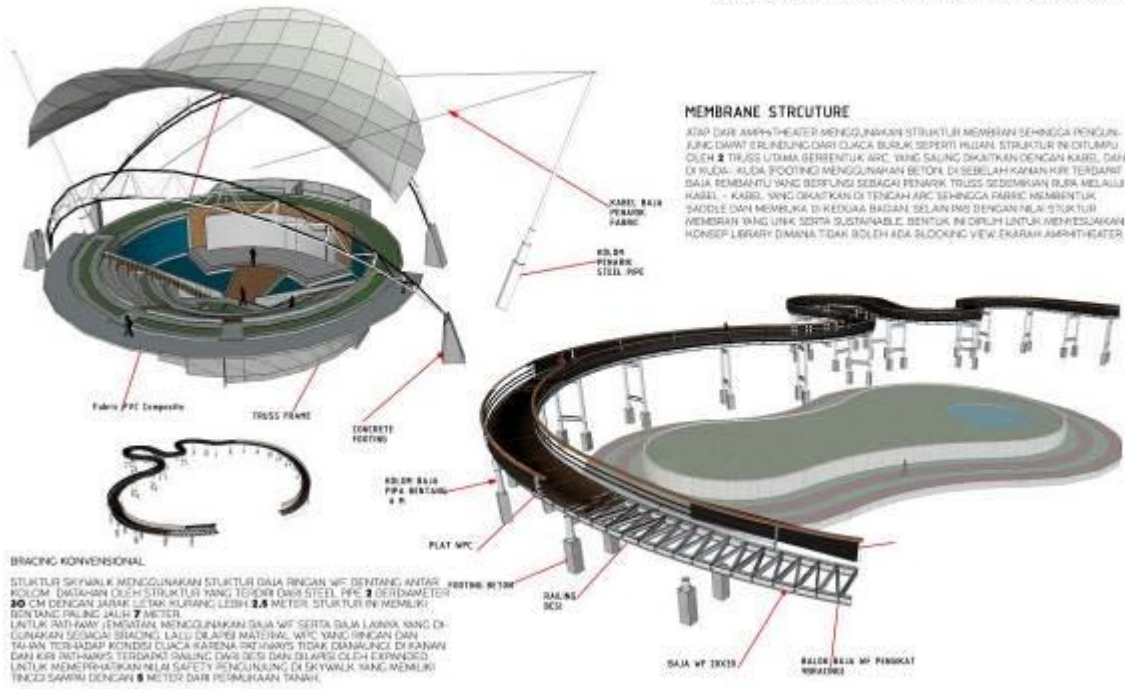 MEMBRANE STRCUTURE
ATAP DARI AMPHITHEATER MENGGUNAKAN STRUKTUR MEMBRAN SEHINGGA PENGUN-
JUNG DAPAT ERLINDUNG DARI CUACA BURUK SEPERTI HUJAN. STRUKTUR INI DITUMPU
OLEH 2 TRUSS UTAMA BERBENTUK ARC, YANG SALING DIKAITKAN DENGAN KABEL, DAN
DI KUDA- KUDA (FOOTING) MENGGUNAKAN BETON. DI SEBELAH KANAN KIRI TERDAPAT
BAJA PEMBANTU YANG BERFUNSI SEBAGAI PENARIK TRUSS SEDEMIKIAN RUPA MELALUI
KABEL - KABEL YANG DIKAITKAN DI TENGAH ARC SEHINGGA FABRIC MEMBENTUK
SADDLE DAN MEMBUKA DI KEDUAA BAGIAN. SELAIN PAS DENGAN NILAI STUKTUR
MEMBRAN YANG UNIK SERTA SUSTAINABLE. BENTUK INI DIPILIH UNTUK MENYESUAIKAN
KONSEP LIBRARY DIMANA TIDAK BOLEH ADA BLOCKING VIEW EKARAH AMPHITHEATER
KABEL BAJA
PENARIK
FABRIC
KOLOM
PENARIK
STEEL PIPE
Fabric PVC Composite
TRUSS FRAME
CONCRETE
FOOTING
KOLOM BAJA
PIPA BENTANG
PLAT WPC
FOOTING BETON
RAILING
BESI
BAJA WF
BALOK BAJA WF PENGIKAT
BRACING KONVENSIONAL
STUKTUR SKYWALK MENGGUNAKAN STUKTUR BAJA RINGAN WF BENTANG ANTAR
KOLOM DIATAHAN OLEH STRUKTUR YANG TERDIRI DARI STEEL PIPE 2 BERDIAMETER
30 CM DENGAN JARAK LETAK KURANG LEBIH 2,5 METER. STUKTUR INI MEMILIKI
BENTANG PALING JAUH 7 METER.
UNTUK PATHWAY JEMBATAN, MENGGUNAKAN BAJA WF SERTA BAJA LAINYA YANG DI-
GUNAKAN SEBAGAI BRACING. LALU DILAPISI MATERIAL WPC YANG RINGAN DAN
TAHAN TERHADAP KONDISI CUACA KARENA PATHWAYS TIDAK DIANAUNGI. DI KANAN
DAN KIRI PATHWAYS TERDAPAT RAILING DARI BESI DAN DILAPISI OLEH EXPANDED
UNTUK MEMEPRHATIKAN NILAI SAFETY PENGUNJUNG DI SKYWALK YANG MEMILIKI
TINGGI SAMPAI DENGAN 5 METER DARI PERMUKAAN TANAH.